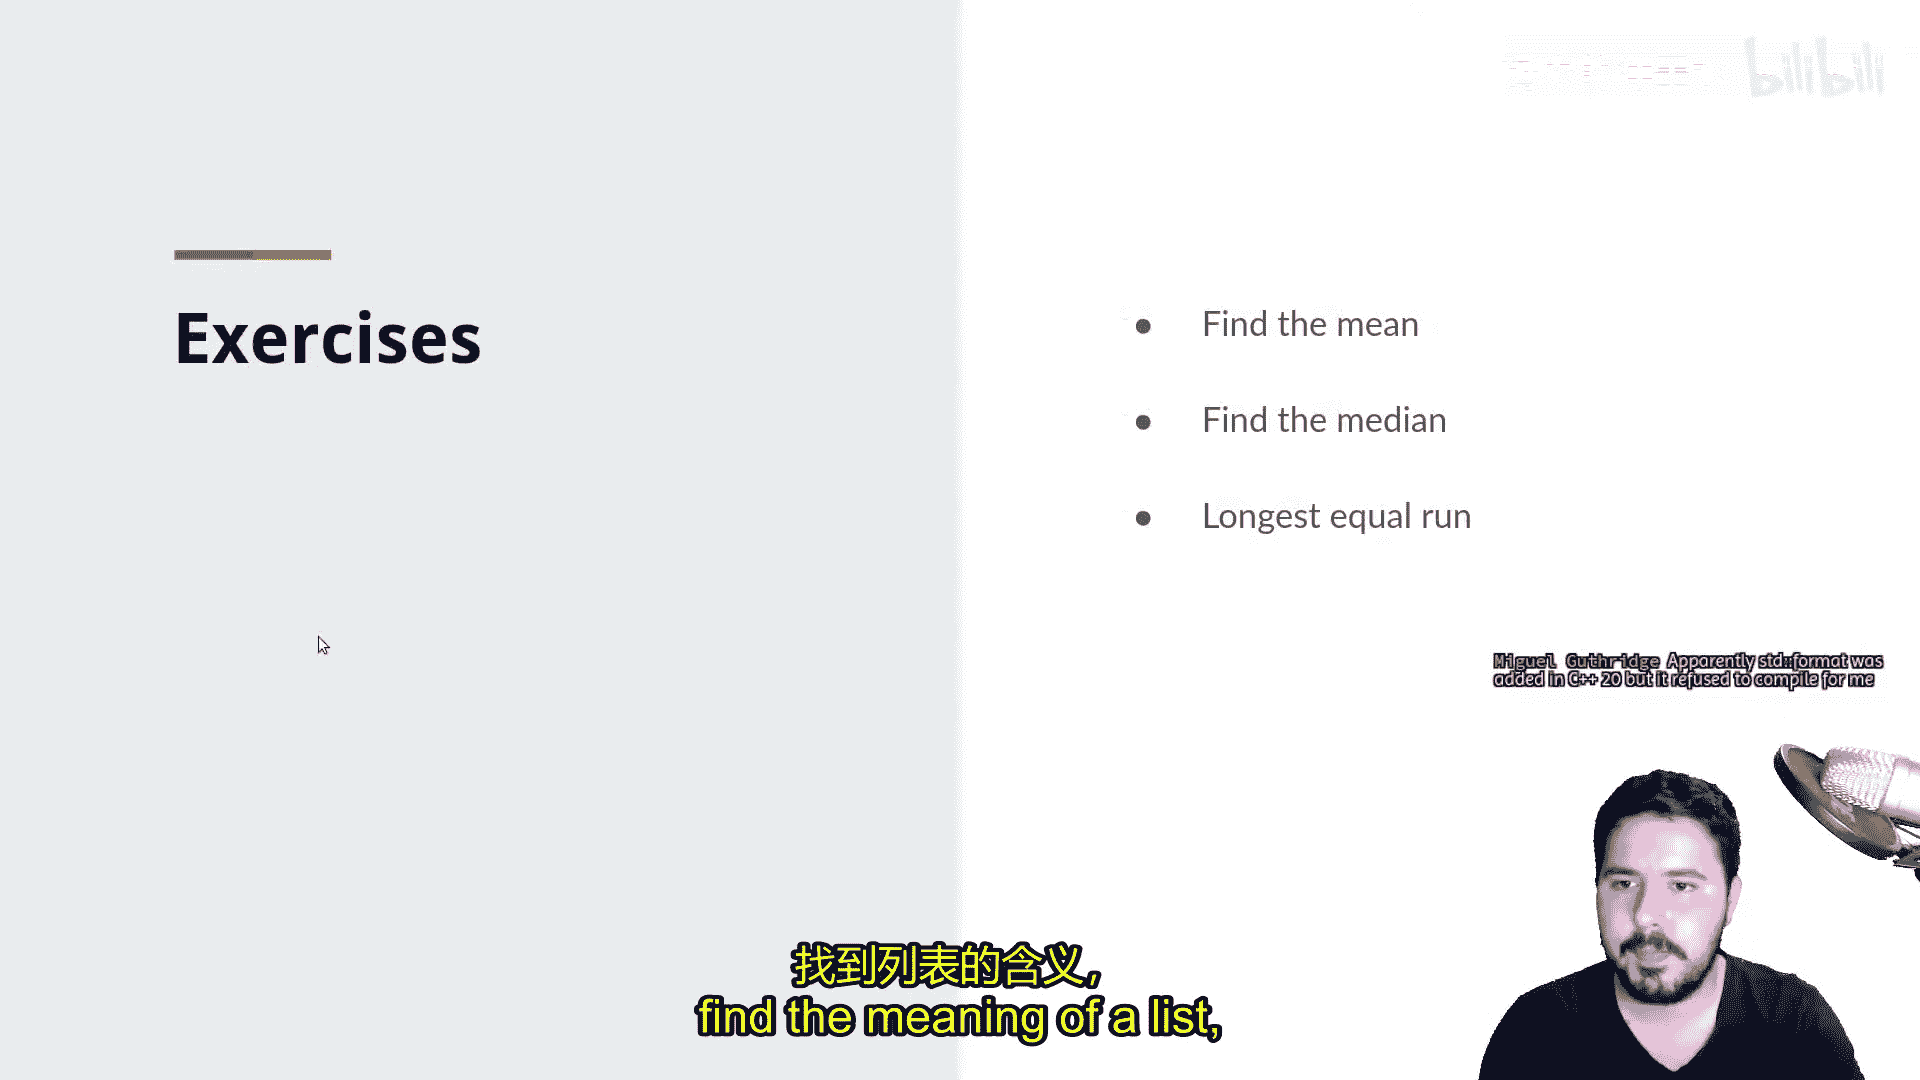 bilibili
Exercises
Find the mean
Find the median
Longest equal run
Miguel Guthridge Apparently std::format was
added in C++ 20 but it refused to compile for me
找到列表的含义，
find the meaning of a list,